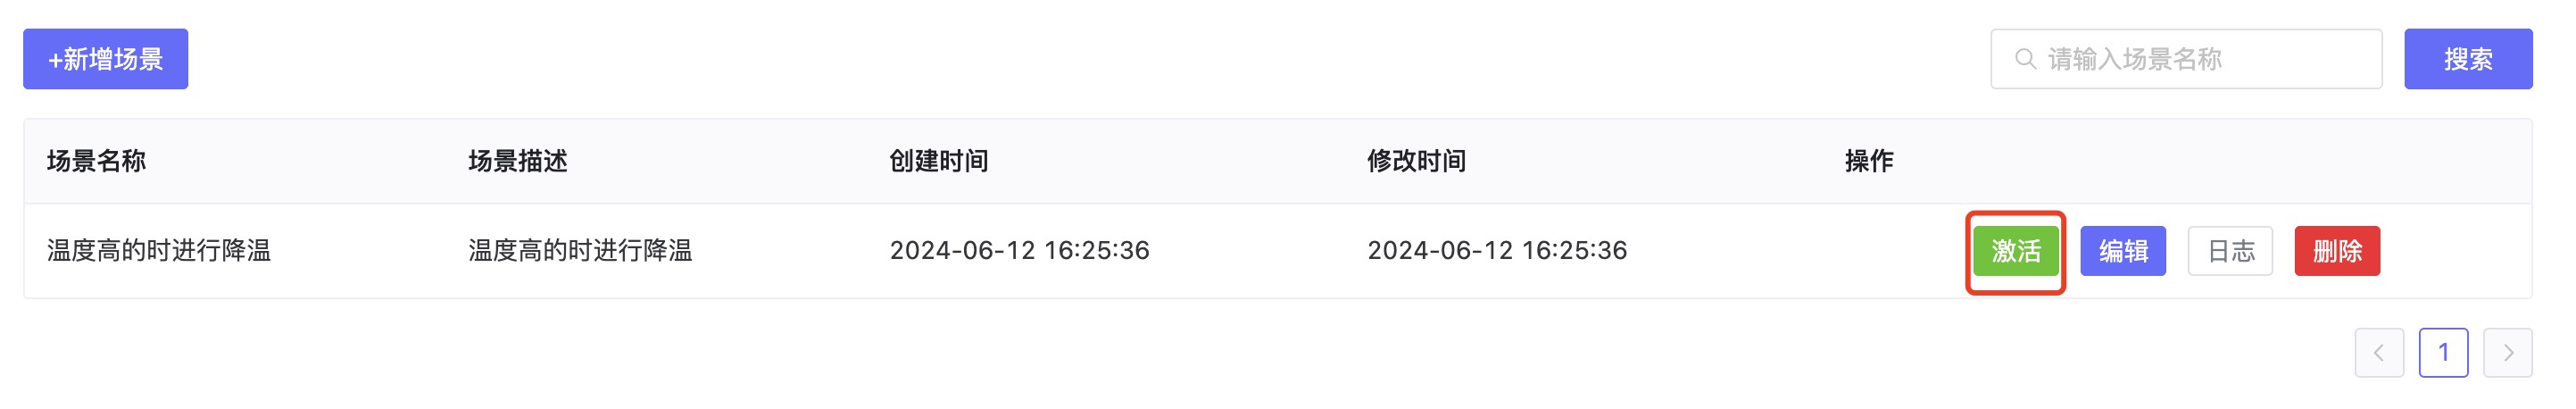 +新增场景 请输入场景名称 搜索
场景名称 场景描述 创建时间 修改时间 操作
温度高的时进行降温 温度高的时进行降温 2024-06-12 16:25:36 2024-06-12 16:25:36 激活 编辑 日志 删除
1